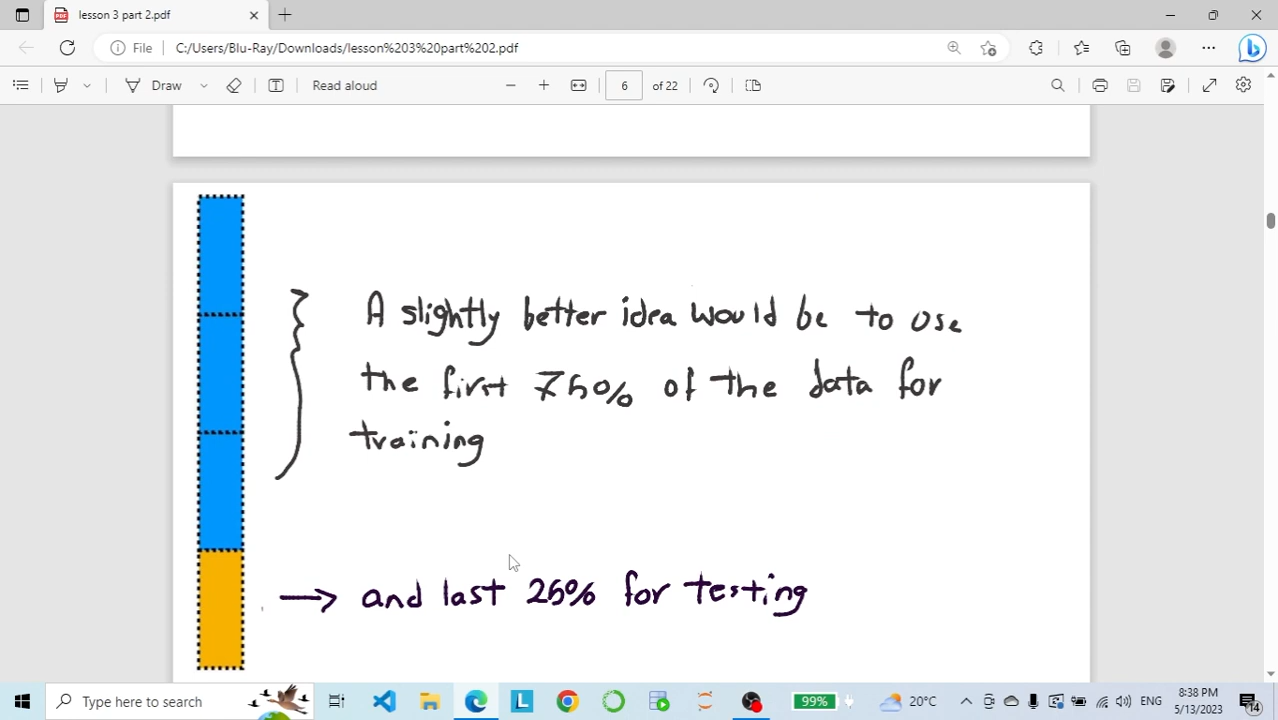 lesson 3 part 2.pdf
File C:/Users/Blu-Ray/Downloads/lesson%203%20part%202.pdf
Draw Read aloud 6 of 22
A slightly better idea would be to use
the first 75% of the data for
training
and last 25% for testing
Type here to search 99% 20°C ENG 8:38 PM
5/13/2023 14